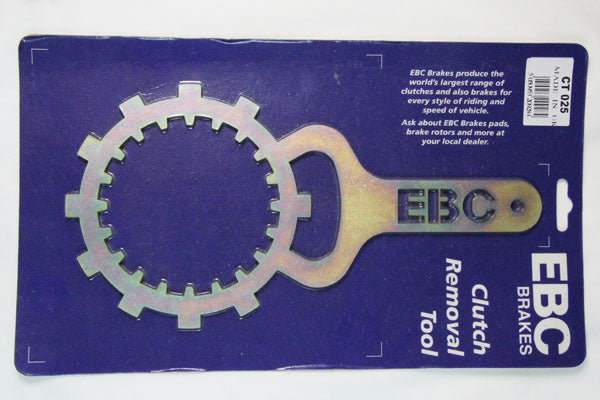 EBC Brakes produce the
world's largest range of
clutches and also brakes for
every style of riding and
speed of vehicle.
Ask about EBC Brakes pads,
brake rotors and more at
your local dealer.
CT 025
MADE IN UK
EBC
EBC
BRAKES
Clutch
Removal
Tool